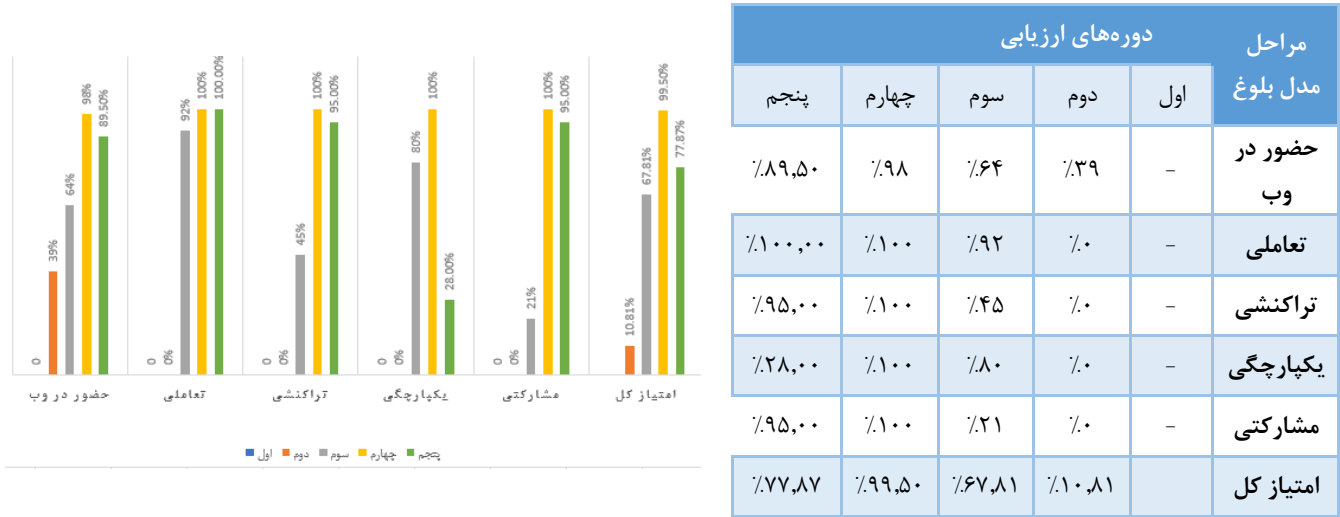 مراحل مدل بلوغ
دوره‌های ارزیابی
اول دوم سوم چهارم پنجم
حضور در وب - ٪۳۹ ٪۶۴ ٪۹۸ ٪۸۹,۵۰
تعاملی - ٪۰ ٪۹۲ ٪۱۰۰ ٪۱۰۰,۰۰
تراکنشی - ٪۰ ٪۴۵ ٪۱۰۰ ٪۹۵,۰۰
یکپارچگی - ٪۰ ٪۸۰ ٪۱۰۰ ٪۲۸,۰۰
مشارکتی - ٪۰ ٪۲۱ ٪۱۰۰ ٪۹۵,۰۰
امتیاز کل ٪۱۰,۸۱ ٪۶۷,۸۱ ٪۹۹,۵۰ ٪۷۷,۸۷
0 39% 64% 98% 89.50%
0 0% 92% 100% 100.00%
0 0% 45% 100% 95.00%
0 0% 80% 100% 28.00%
0 0% 21% 100% 95.00%
10.81% 67.81% 99.50% 77.87%
حضور در وب
تعاملی
تراکنشی
یکپارچگی
مشارکتی
امتیاز کل
اول دوم سوم چهارم پنجم